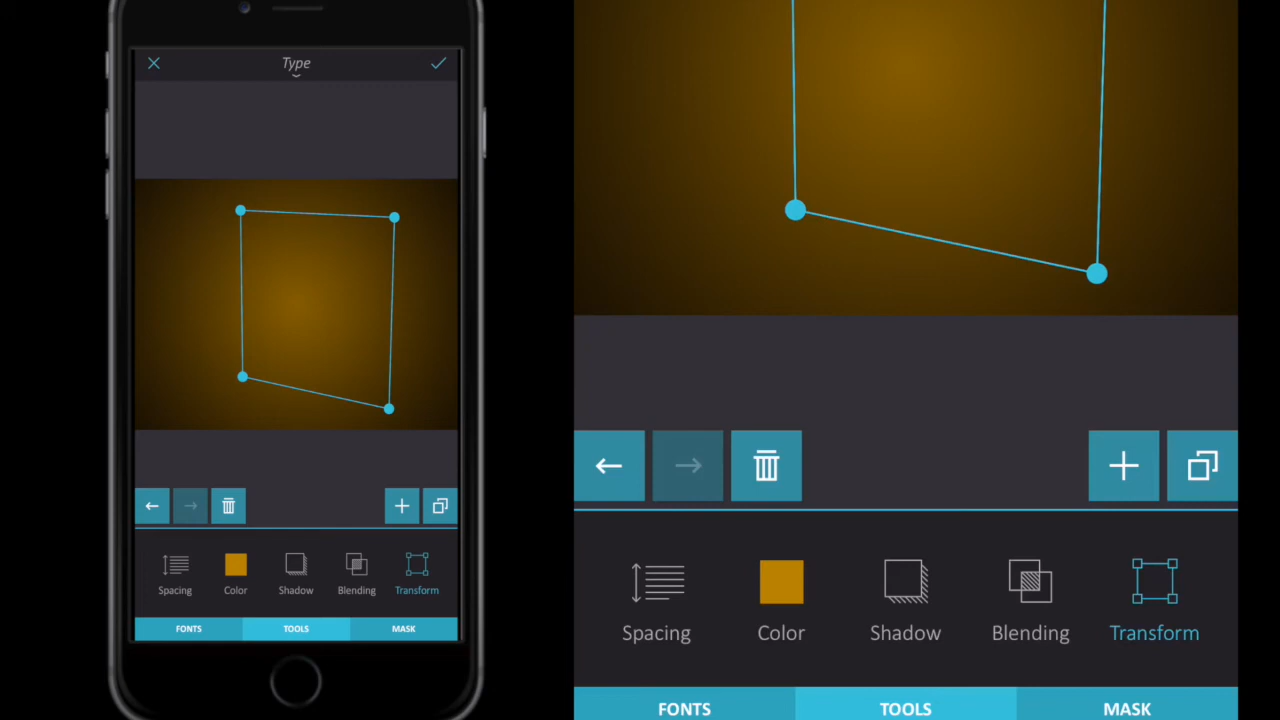 Type
Spacing Color Shadow Blending Transform
FONTS TOOLS MASK
Spacing Color Shadow Blending Transform
FONTS TOOLS MASK